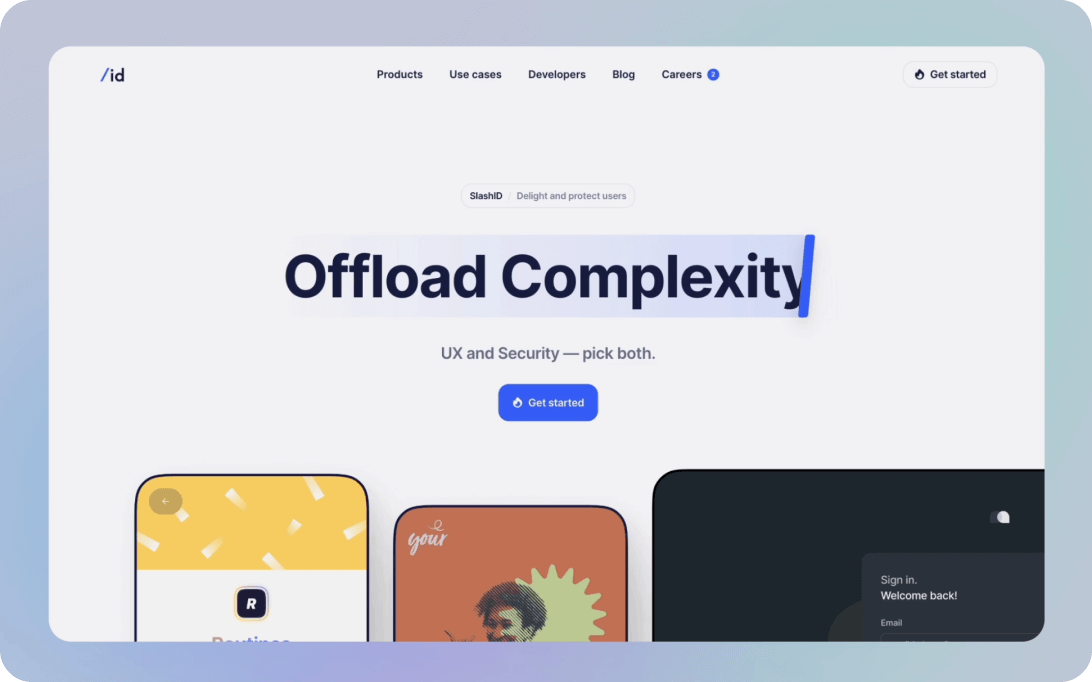 /id
Products Use cases Developers Blog Careers 2 Get started
SlashID / Delight and protect users
Offload Complexity/
UX and Security — pick both.
Get started
your
Sign in.
Welcome back!
R
Email
Routines